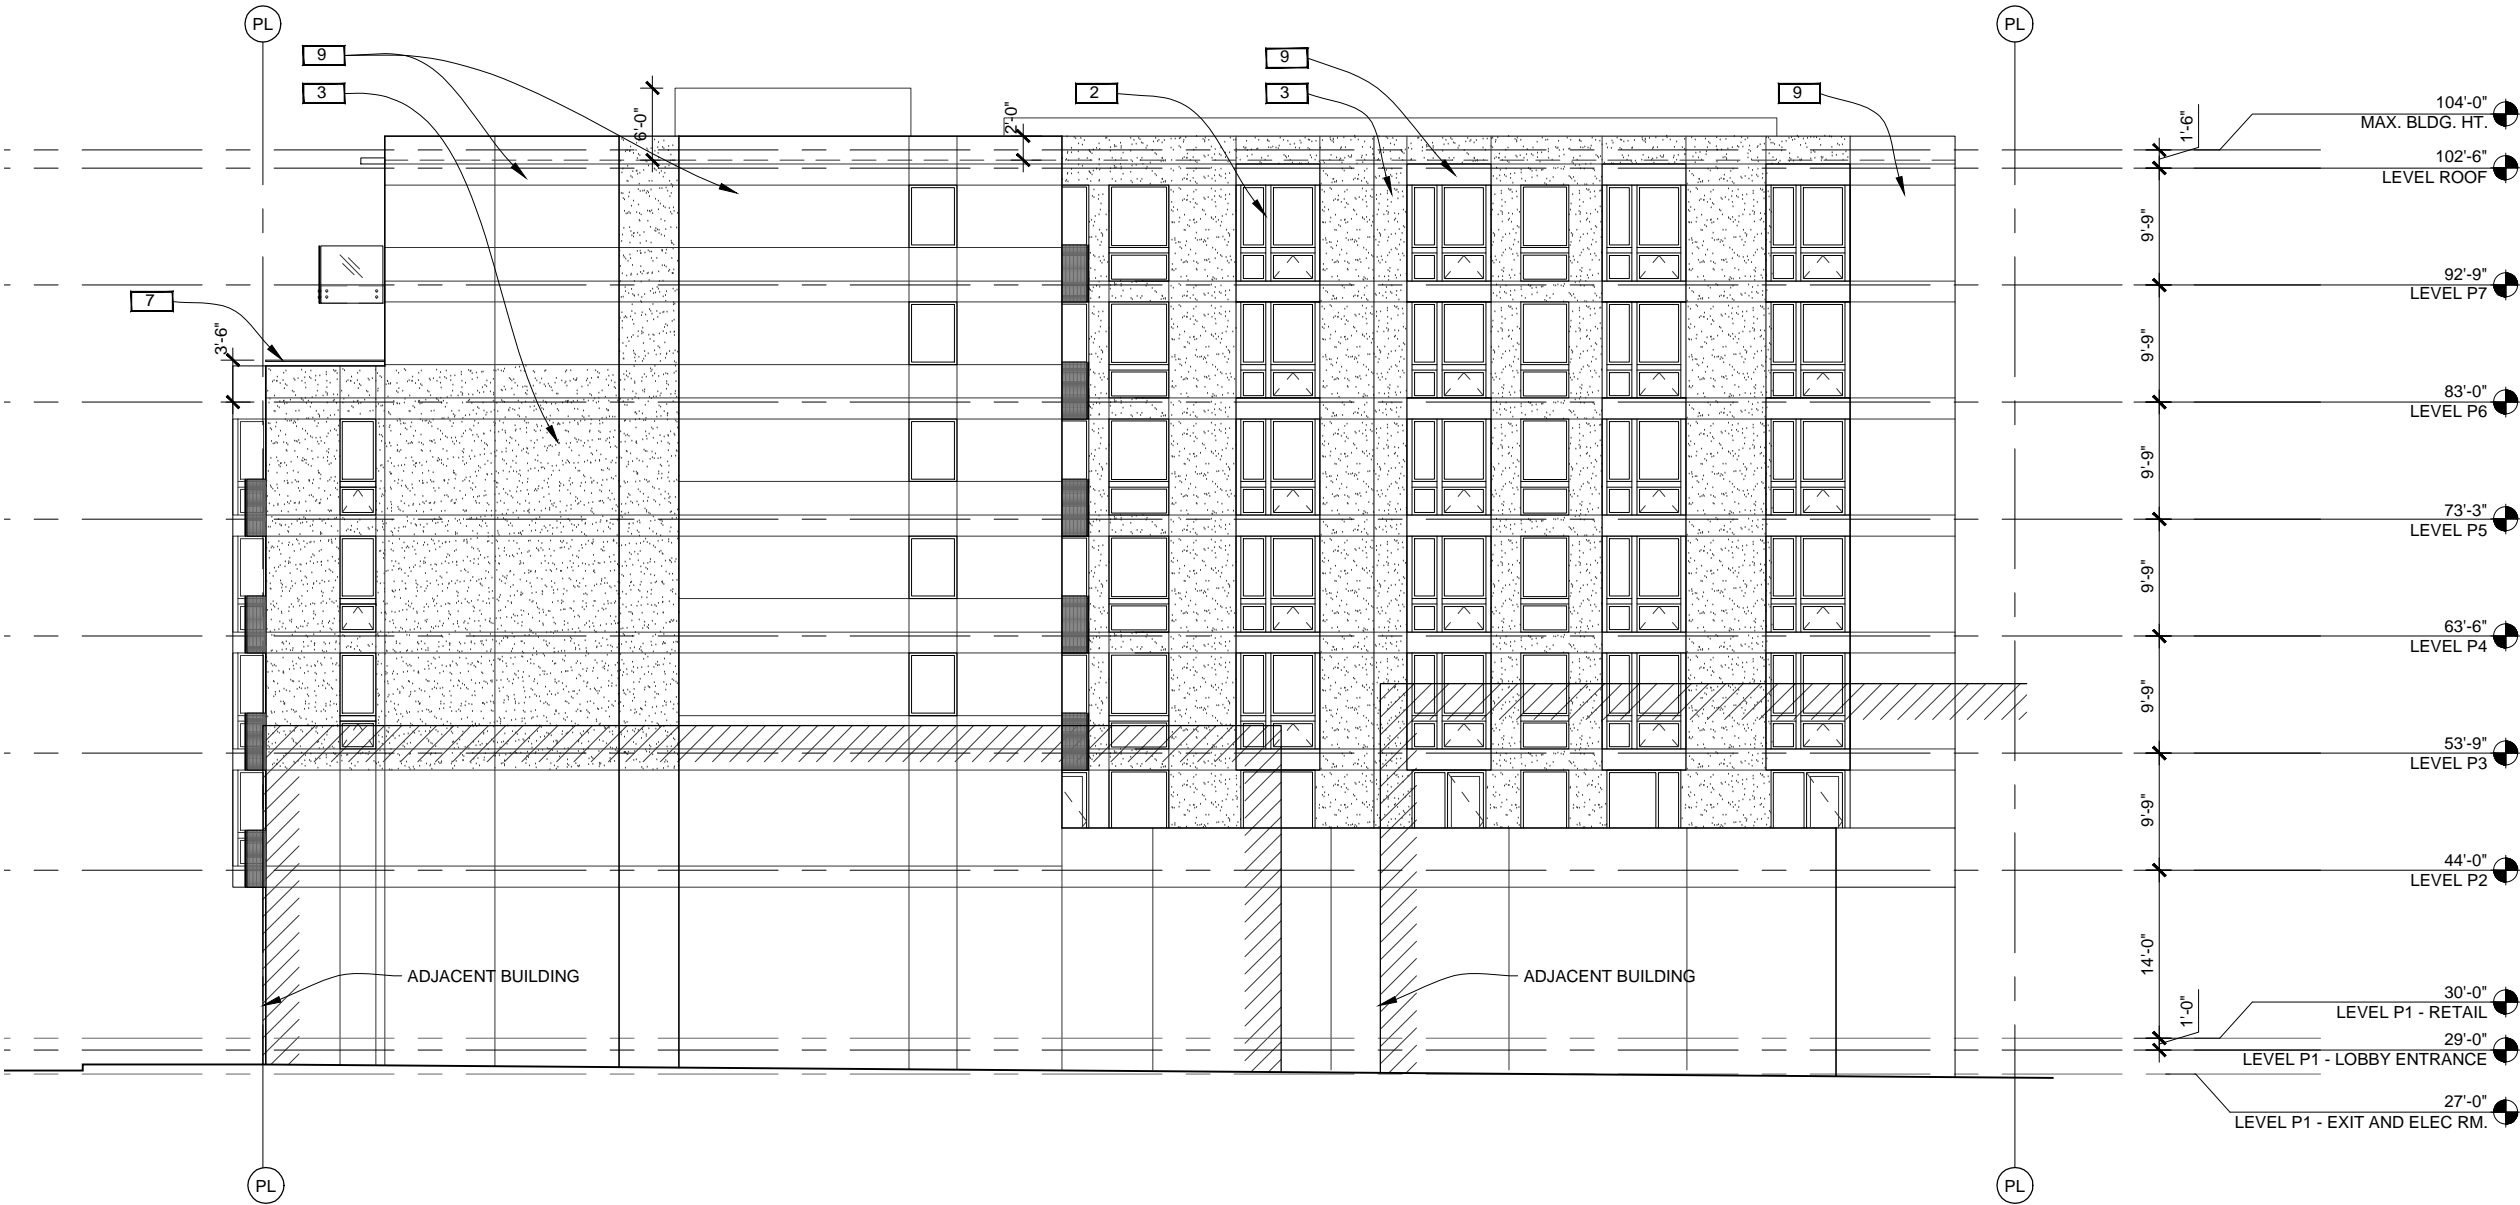 PL
PL
9
3
9
2
3
9
7
6'-0"
2'-0"
3'-6"
1'-6"
104'-0"
MAX. BLDG. HT.
102'-6"
LEVEL ROOF
9'-9"
92'-9"
LEVEL P7
9'-9"
83'-0"
LEVEL P6
9'-9"
73'-3"
LEVEL P5
9'-9"
63'-6"
LEVEL P4
9'-9"
53'-9"
LEVEL P3
9'-9"
44'-0"
LEVEL P2
14'-0"
ADJACENT BUILDING
ADJACENT BUILDING
30'-0"
LEVEL P1 - RETAIL
1'-0"
29'-0"
LEVEL P1 - LOBBY ENTRANCE
27'-0"
LEVEL P1 - EXIT AND ELEC RM.
PL
PL